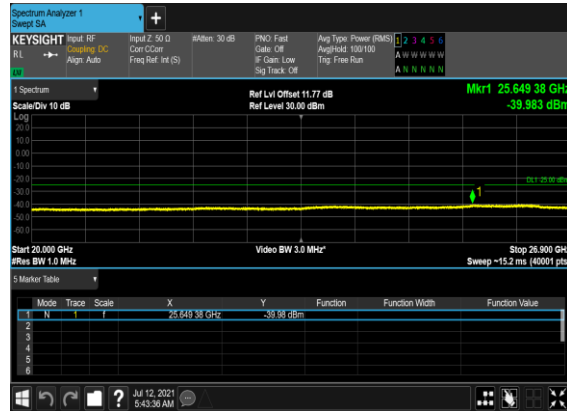 Spectrum Analyzer 1
Swept SA
+
KEYSIGHT Input: RF Input Z: 50 Ω #Atten: 30 dB PNO: Fast Avg Type: Power (RMS) 1 2 3 4 5 6
RL Coupling: DC Corr CCorr Gate: Off Avg|Hold: 100/100 A W W W W W
Align: Auto Freq Ref: Int (S) IF Gain: Low Trig: Free Run
Sig Track: Off A N N N N N
1 Spectrum Ref Lvl Offset 11.77 dB Mkr1 25.649 38 GHz
Scale/Div 10 dB Ref Level 30.00 dBm -39.983 dBm
Log
20.0
10.0
0.00
-10.0
-20.0
DL1 -25.00 dBm
-30.0
1
-40.0
-50.0
-60.0
Start 20.000 GHz Video BW 3.0 MHz* Stop 26.900 GHz
#Res BW 1.0 MHz Sweep ~15.2 ms (40001 pts)
5 Marker Table
Mode Trace Scale X Y Function Function Width Function Value
1 N 1 f 25.649 38 GHz -39.98 dBm
2
3
4
5
6
? Jul 12, 2021
5:43:36 AM